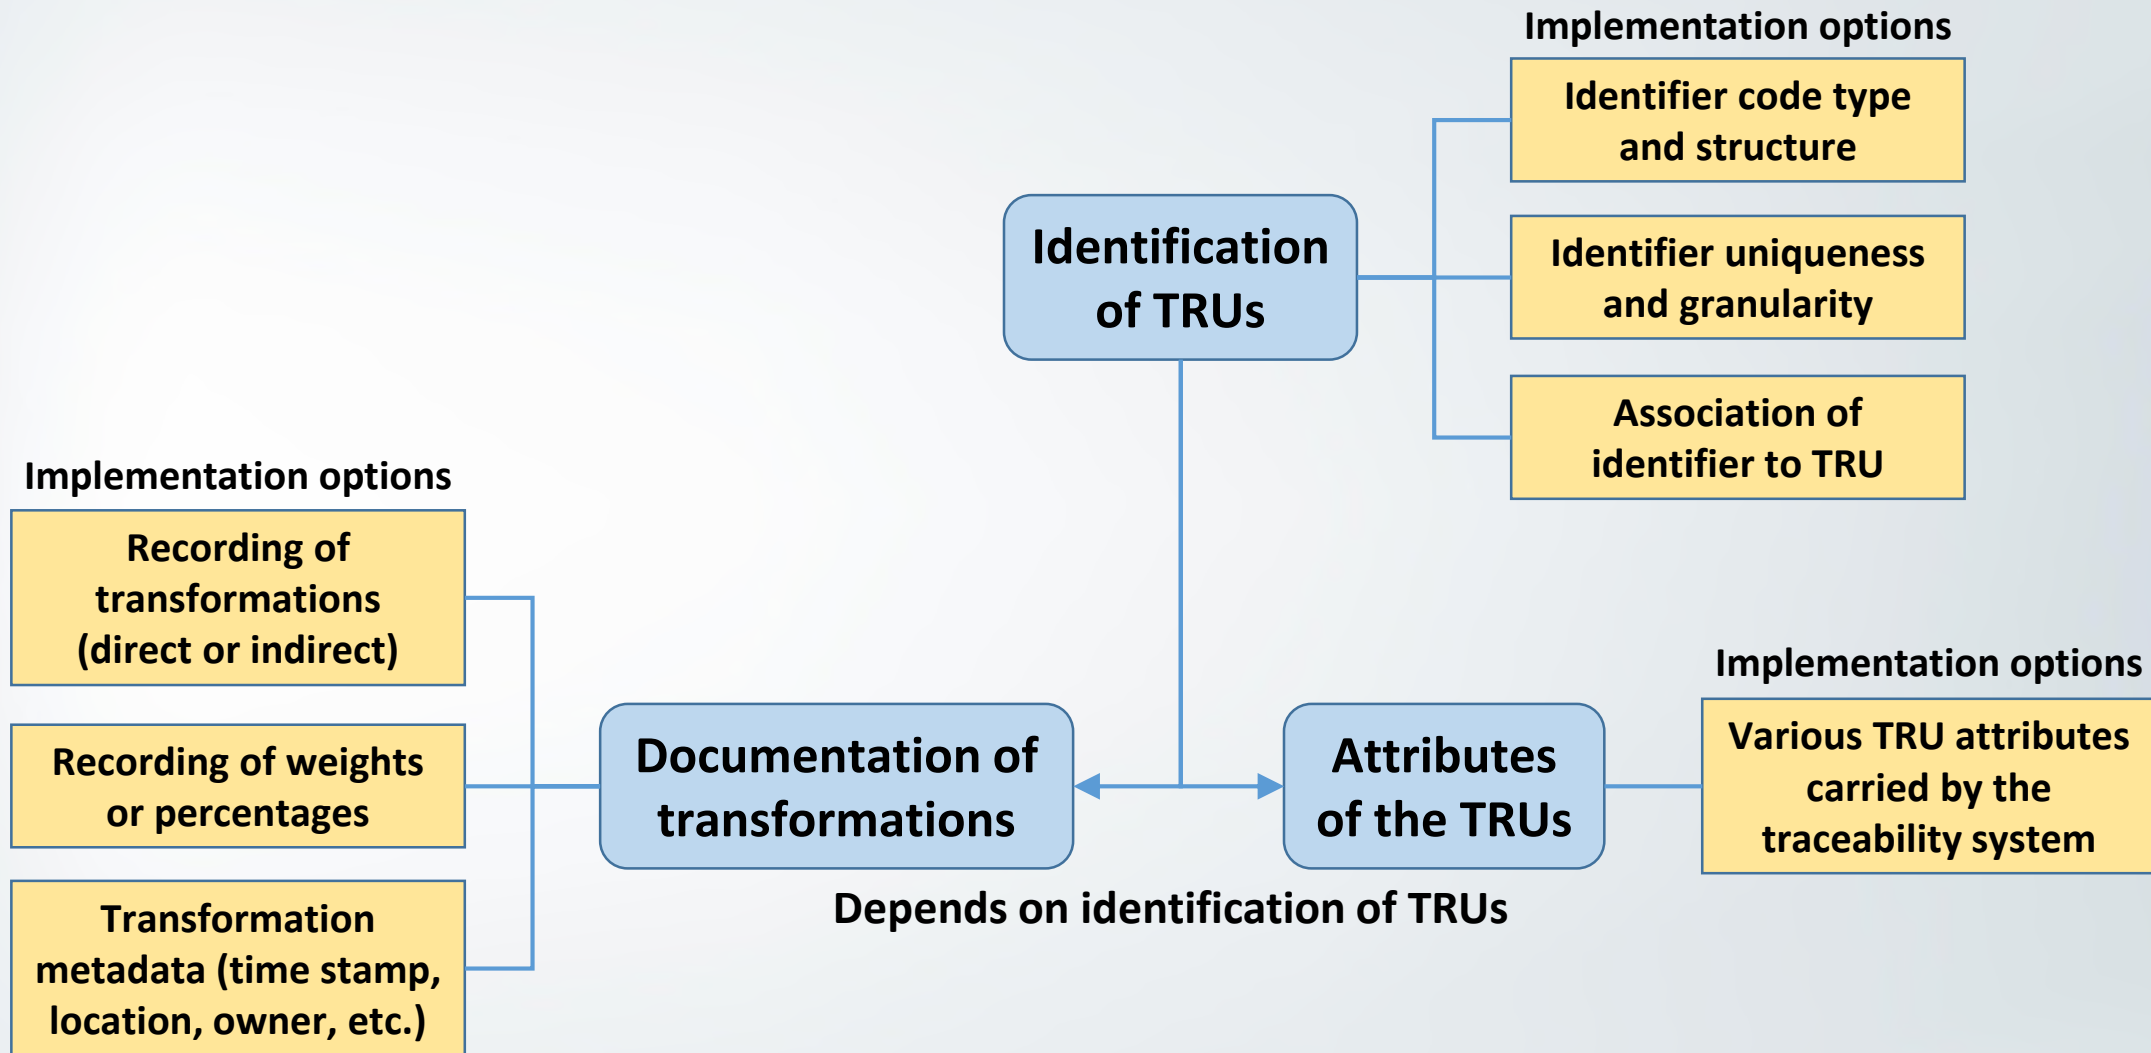 Implementation options
Identifier code type
and structure
Identification
of TRUs
Identifier uniqueness
and granularity
Association of
identifier to TRU
Implementation options
Recording of
transformations
(direct or indirect)
Recording of weights
or percentages
Transformation
metadata (time stamp,
location, owner, etc.)
Documentation of
transformations
Attributes
of the TRUs
Depends on identification of TRUs
Implementation options
Various TRU attributes
carried by the
traceability system